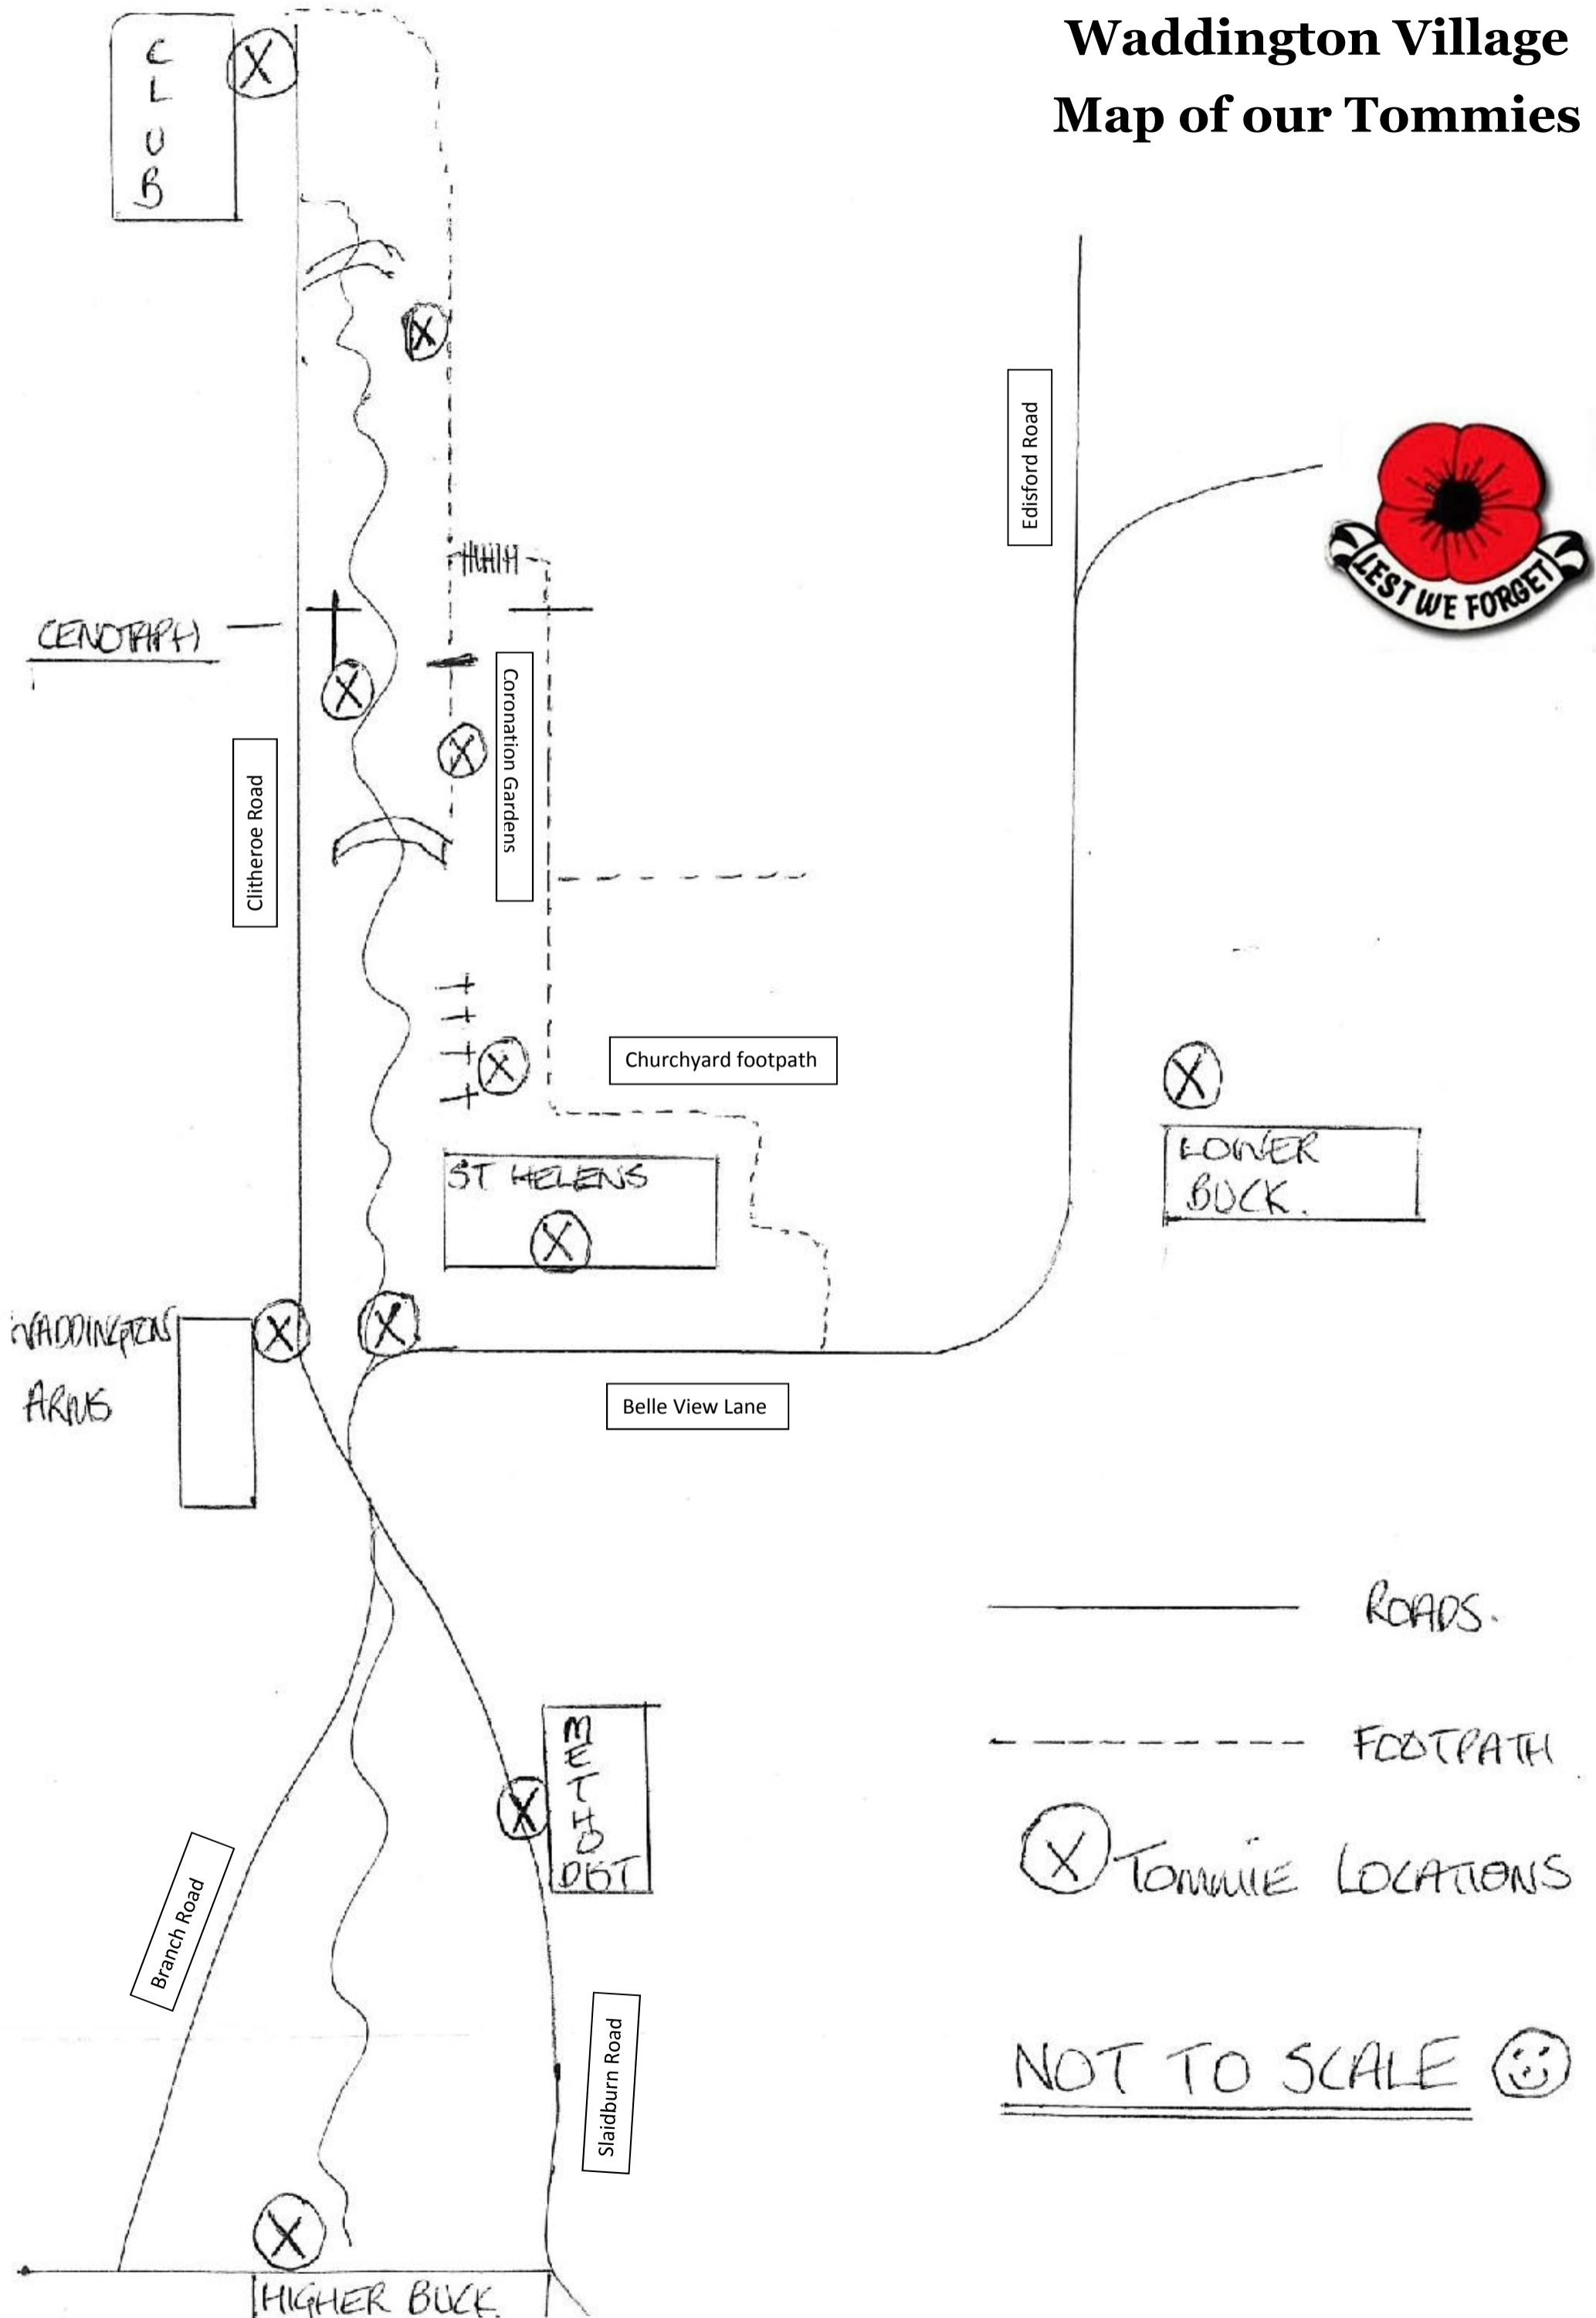 Waddington Village
Map of our Tommies
CLUB
Edisford Road
LEST WE FORGET
CENOTAPH
Coronation Gardens
Clitheroe Road
Churchyard footpath
LOWER
BUCK.
ST HELENS
WADDINGTON
ARMS
Belle View Lane
ROADS.
METHODIST
FOOTPATH
TOMMIE LOCATIONS
Branch Road
Slaidburn Road
NOT TO SCALE
HIGHER BUCK